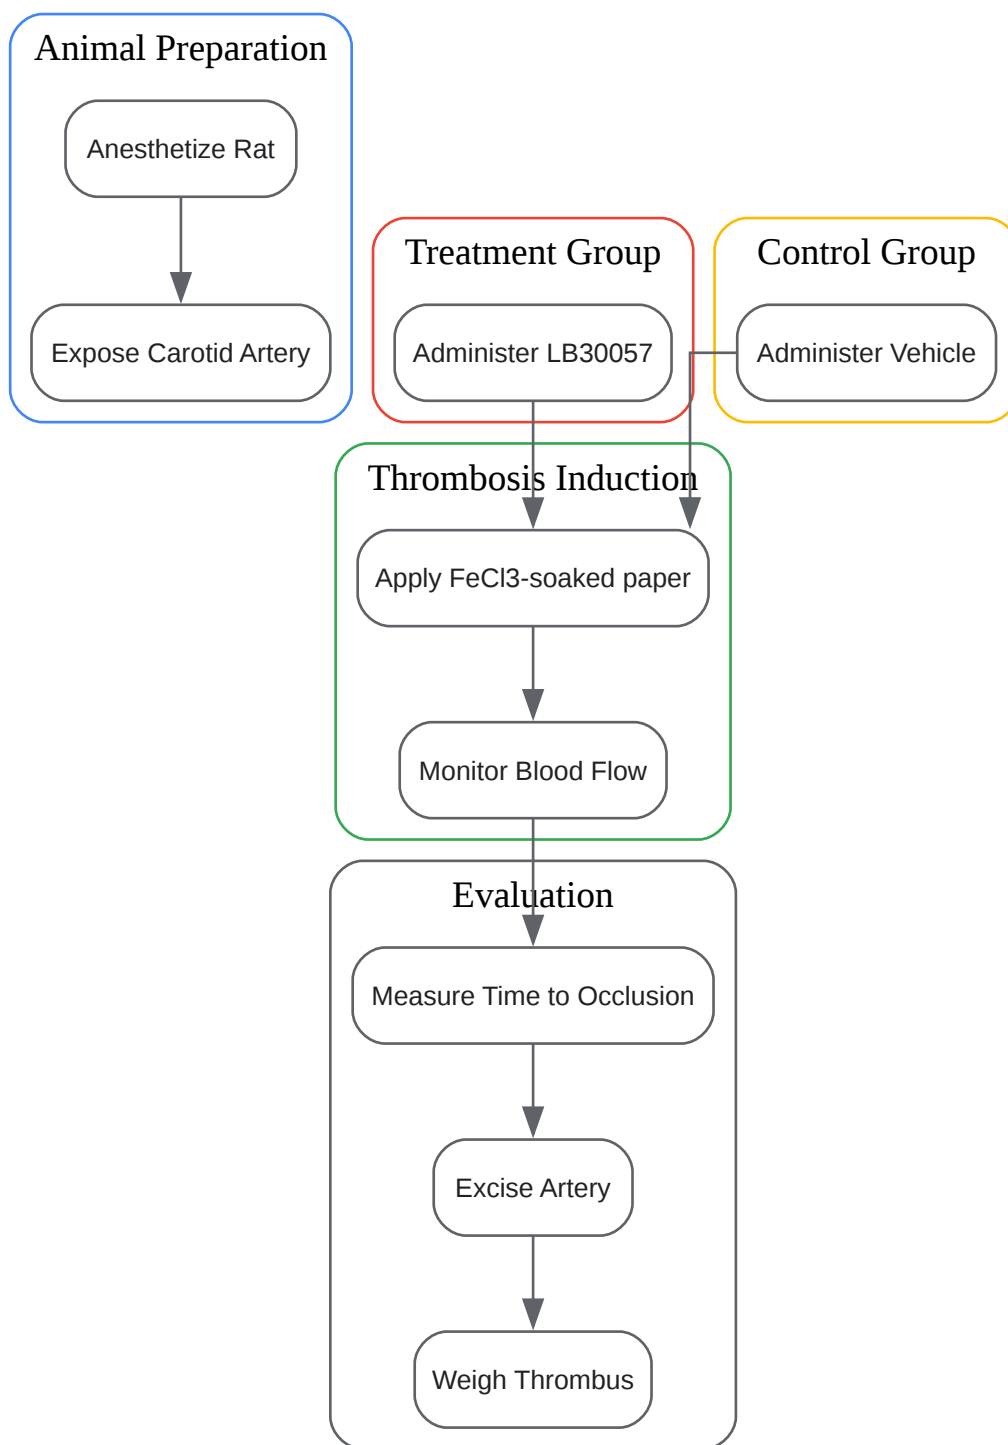 Animal Preparation
Anesthetize Rat
Expose Carotid Artery
Treatment Group
Administer LB30057
Control Group
Administer Vehicle
Thrombosis Induction
Apply FeCl3-soaked paper
Monitor Blood Flow
Evaluation
Measure Time to Occlusion
Excise Artery
Weigh Thrombus